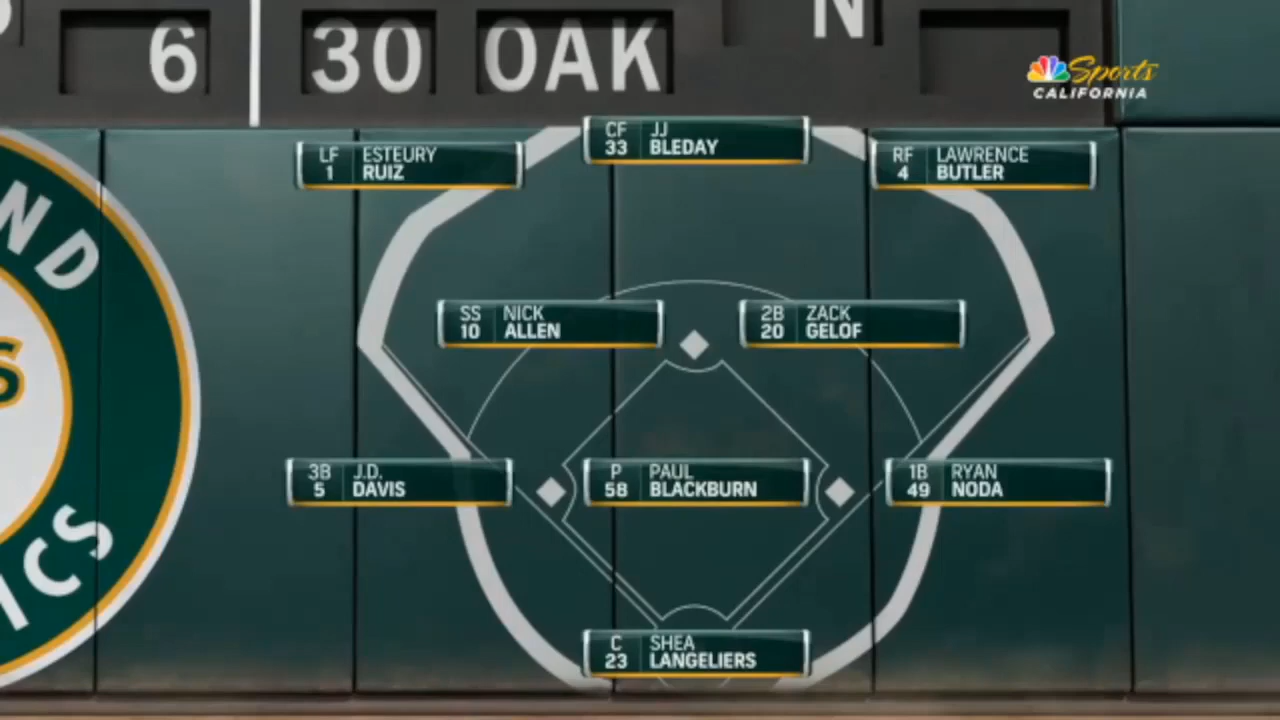 6 30 OAK N
Sports
CALIFORNIA
CF JJ
33 BLEDAY
LF ESTEURY
1 RUIZ
RF LAWRENCE
4 BUTLER
SS NICK
10 ALLEN
2B ZACK
20 GELOF
3B J.D.
5 DAVIS
P PAUL
58 BLACKBURN
1B RYAN
49 NODA
C SHEA
23 LANGELIERS